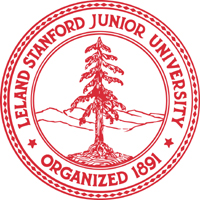 LELAND STANFORD JUNIOR UNIVERSITY
ORGANIZED 1891